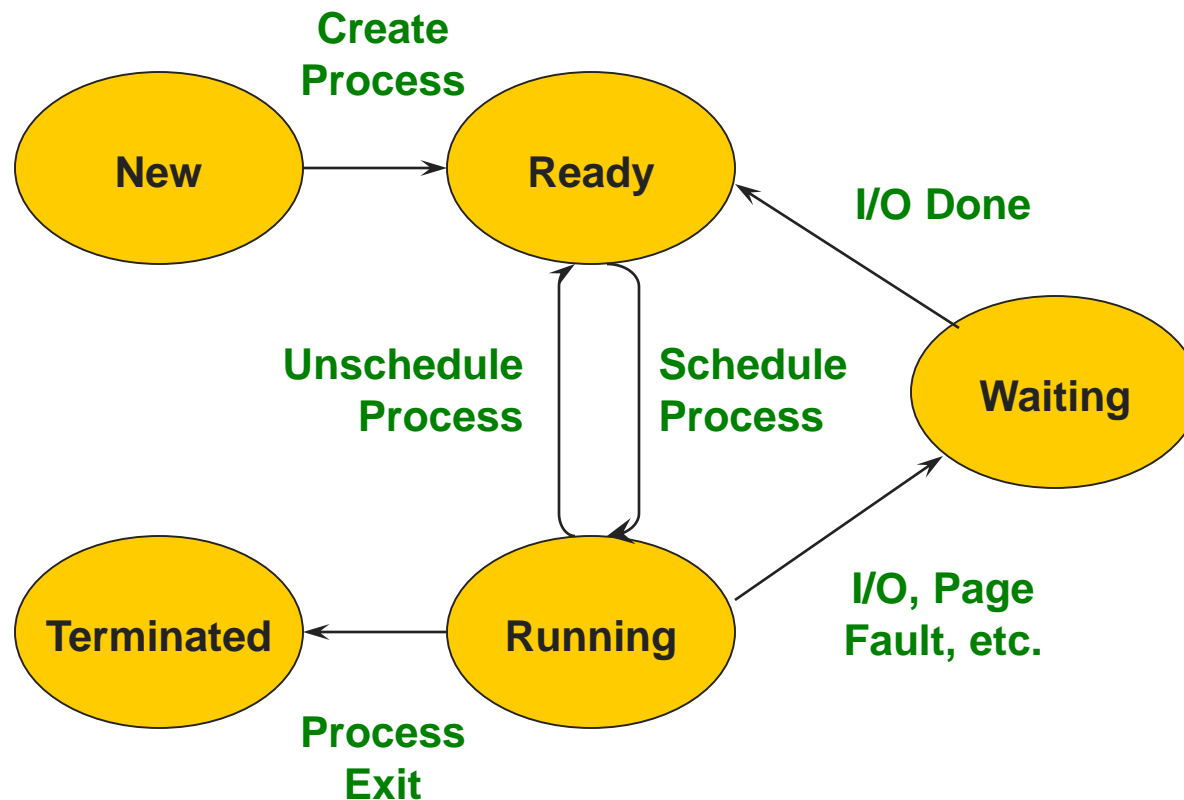 Create
Process
New
Ready
I/O Done
Unschedule
Process
Schedule
Process
Waiting
I/O, Page
Fault, etc.
Terminated
Running
Process
Exit